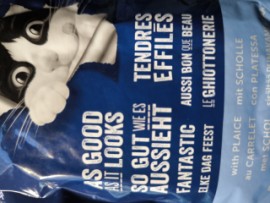 AS GOOD
AS IT LOOKS
SO GUT WIE ES
AUSSIEHT
FANTASTIC
ELKE DAG FEEST
TENDRES
EFFILÉS
AUSSI BON QUE BEAU
LE GHIOTTONERIE
with PLAICE
au CARRELET
mit SCHOLLE
con PLATESSA